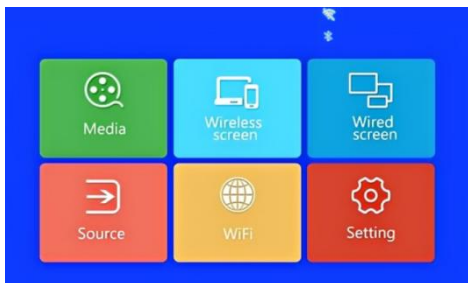 Media
Wireless
screen
Wired
screen
Source
WiFi
Setting